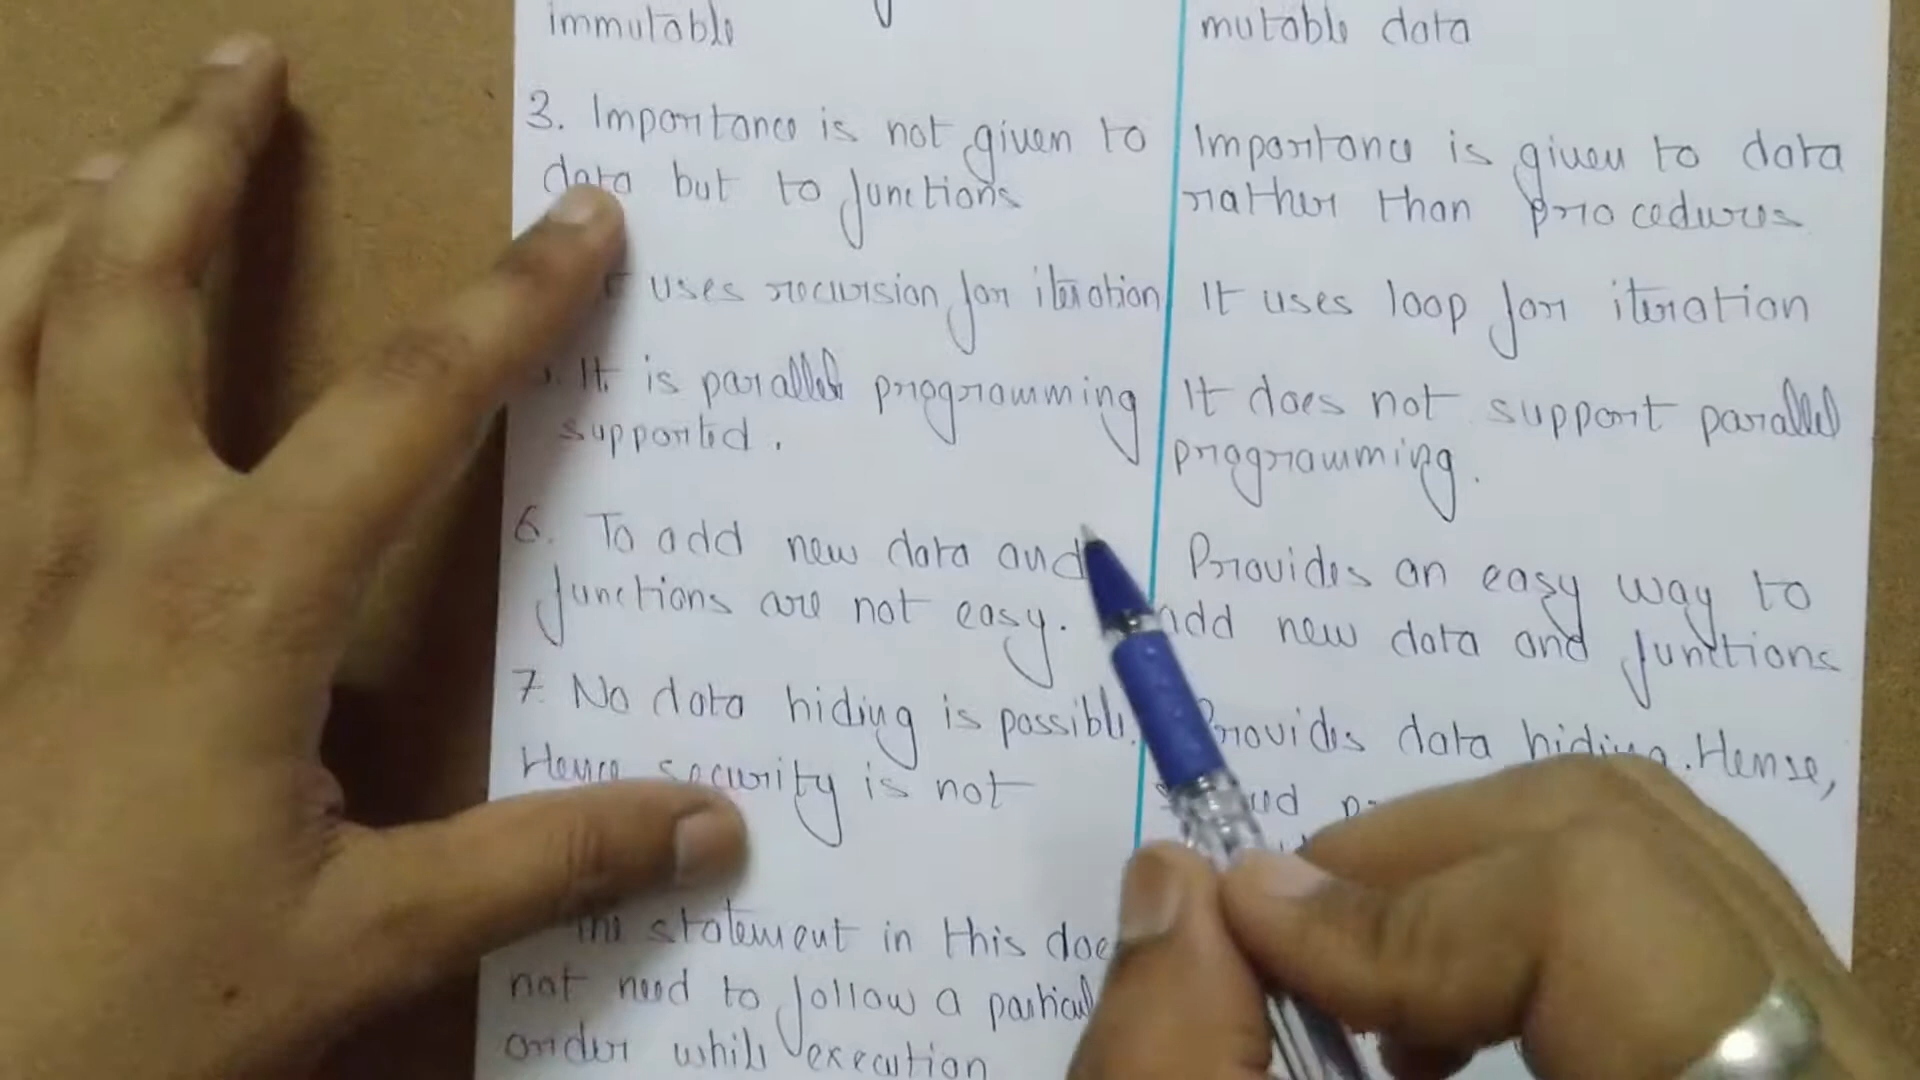 immutable
3. Importance is not given to
data but to functions
uses recursion for iteration
It is parallel programming
supported.
6. To add new data and
functions are not easy.
7. No data hiding is possible.
Hence security is not
statement in this
not need to follow a
order while execution
mutable data
Importance is given to data
rather than procedures
It uses loop for iteration
It does not support parallel
programming.
Provides an easy way to
add new data and functions
Provides data hiding. Hense,